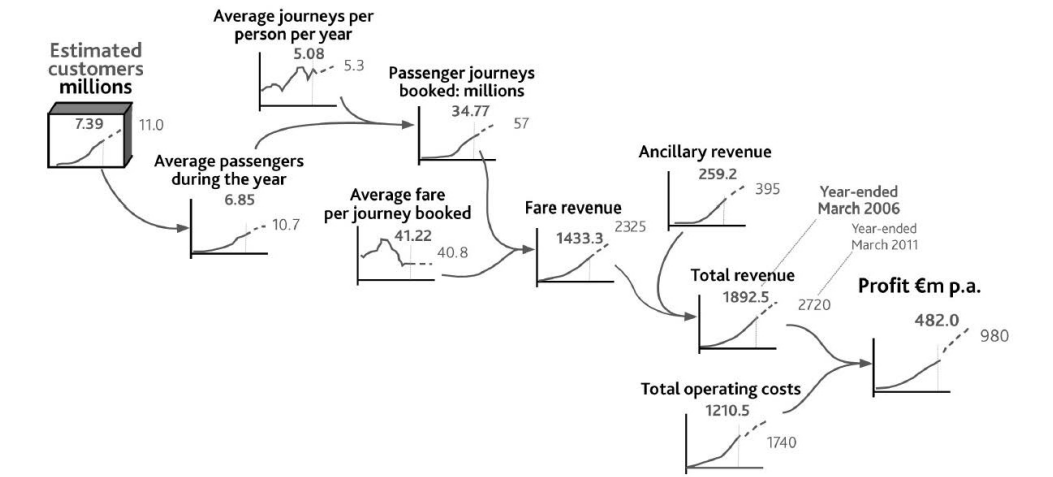 Average journeys per
person per year
5.08
5.3
Estimated
customers
millions
7.39
11.0
Passenger journeys
booked: millions
34.77
57
Average passengers
during the year
6.85
10.7
Average fare
per journey booked
41.22
40.8
Fare revenue
1433.3
2325
Ancillary revenue
259.2
395
Year-ended
March 2006
Year-ended
March 2011
Total revenue
1892.5
2720
Profit €m p.a.
482.0
980
Total operating costs
1210.5
1740